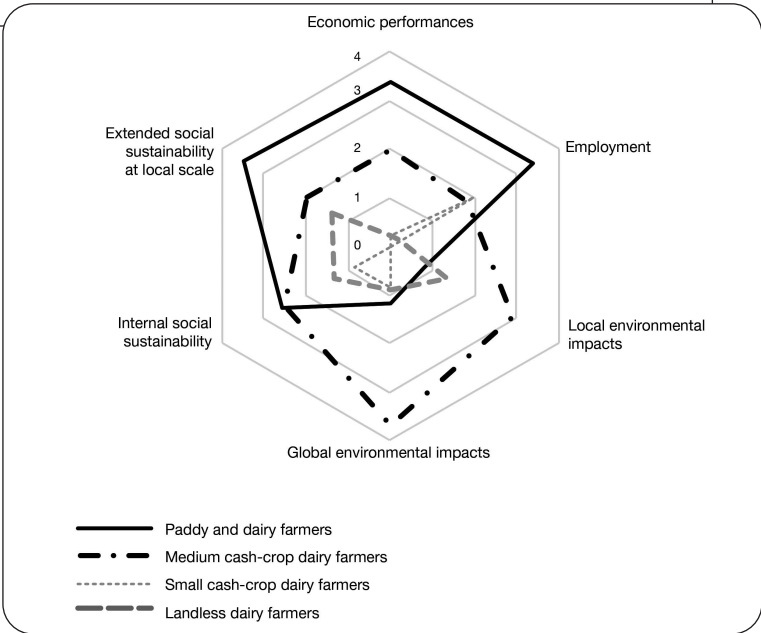 Economic performances
4
3
Extended social
sustainability
at local scale
2
Employment
1
0
Internal social
sustainability
Local environmental
impacts
Global environmental impacts
Paddy and dairy farmers
Medium cash-crop dairy farmers
Small cash-crop dairy farmers
Landless dairy farmers